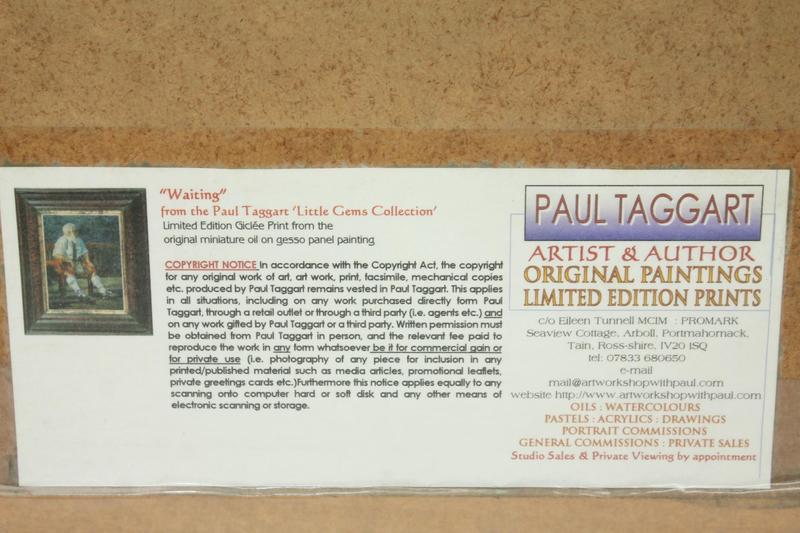 "Waiting"
from the Paul Taggart 'Little Gems Collection'
Limited Edition Giclée Print from the
original miniature oil on gesso panel painting
COPYRIGHT NOTICE In accordance with the Copyright Act, the copyright
for any original work of art, art work, print, facsimile, mechanical copies
etc. produced by Paul Taggart remains vested in Paul Taggart. This applies
in all situations, including on any work purchased directly form Paul
Taggart, through a retail outlet or through a third party (i.e. agents etc.) and
on any work gifted by Paul Taggart or a third party. Written permission must
be obtained from Paul Taggart in person, and the relevant fee paid to
reproduce the work in any form whatsoever be it for commercial gain or
for private use (i.e. photography of any piece for inclusion in any
printed/published material such as media articles, promotional leaflets,
private greetings cards etc.)Furthermore this notice applies equally to any
scanning onto computer hard or soft disk and any other means of
electronic scanning or storage.
PAUL TAGGART
ARTIST & AUTHOR
ORIGINAL PAINTINGS
LIMITED EDITION PRINTS
c/o Eileen Tunnell MCIM : PROMARK
Seaview Cottage, Arboll, Portmahomack,
Tain, Ross-shire, IV20 1SQ
tel: 07833 680650
e-mail
mail@artworkshopwithpaul.com
website http://www.artworkshopwithpaul.com
OILS : WATERCOLOURS
PASTELS : ACRYLICS : DRAWINGS
PORTRAIT COMMISSIONS
GENERAL COMMISSIONS : PRIVATE SALES
Studio Sales & Private Viewing by appointment